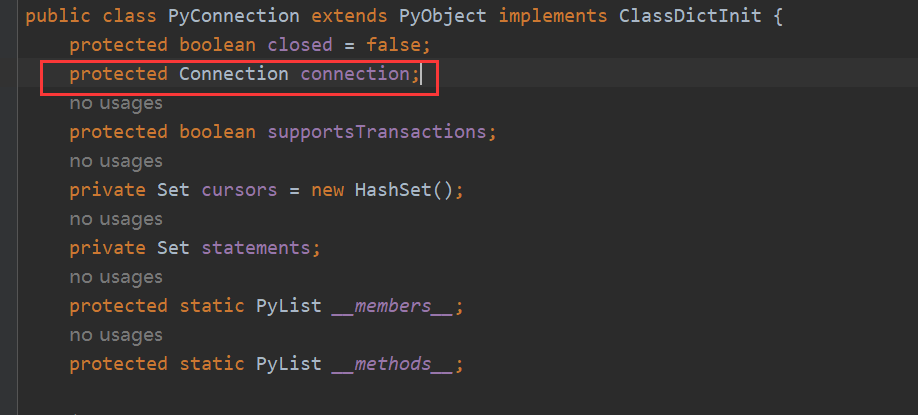 public class PyConnection extends PyObject implements ClassDictInit {
protected boolean closed = false;
protected Connection connection;
no usages
protected boolean supportsTransactions;
no usages
private Set cursors = new HashSet();
no usages
private Set statements;
no usages
protected static PyList __members__;
no usages
protected static PyList __methods__;